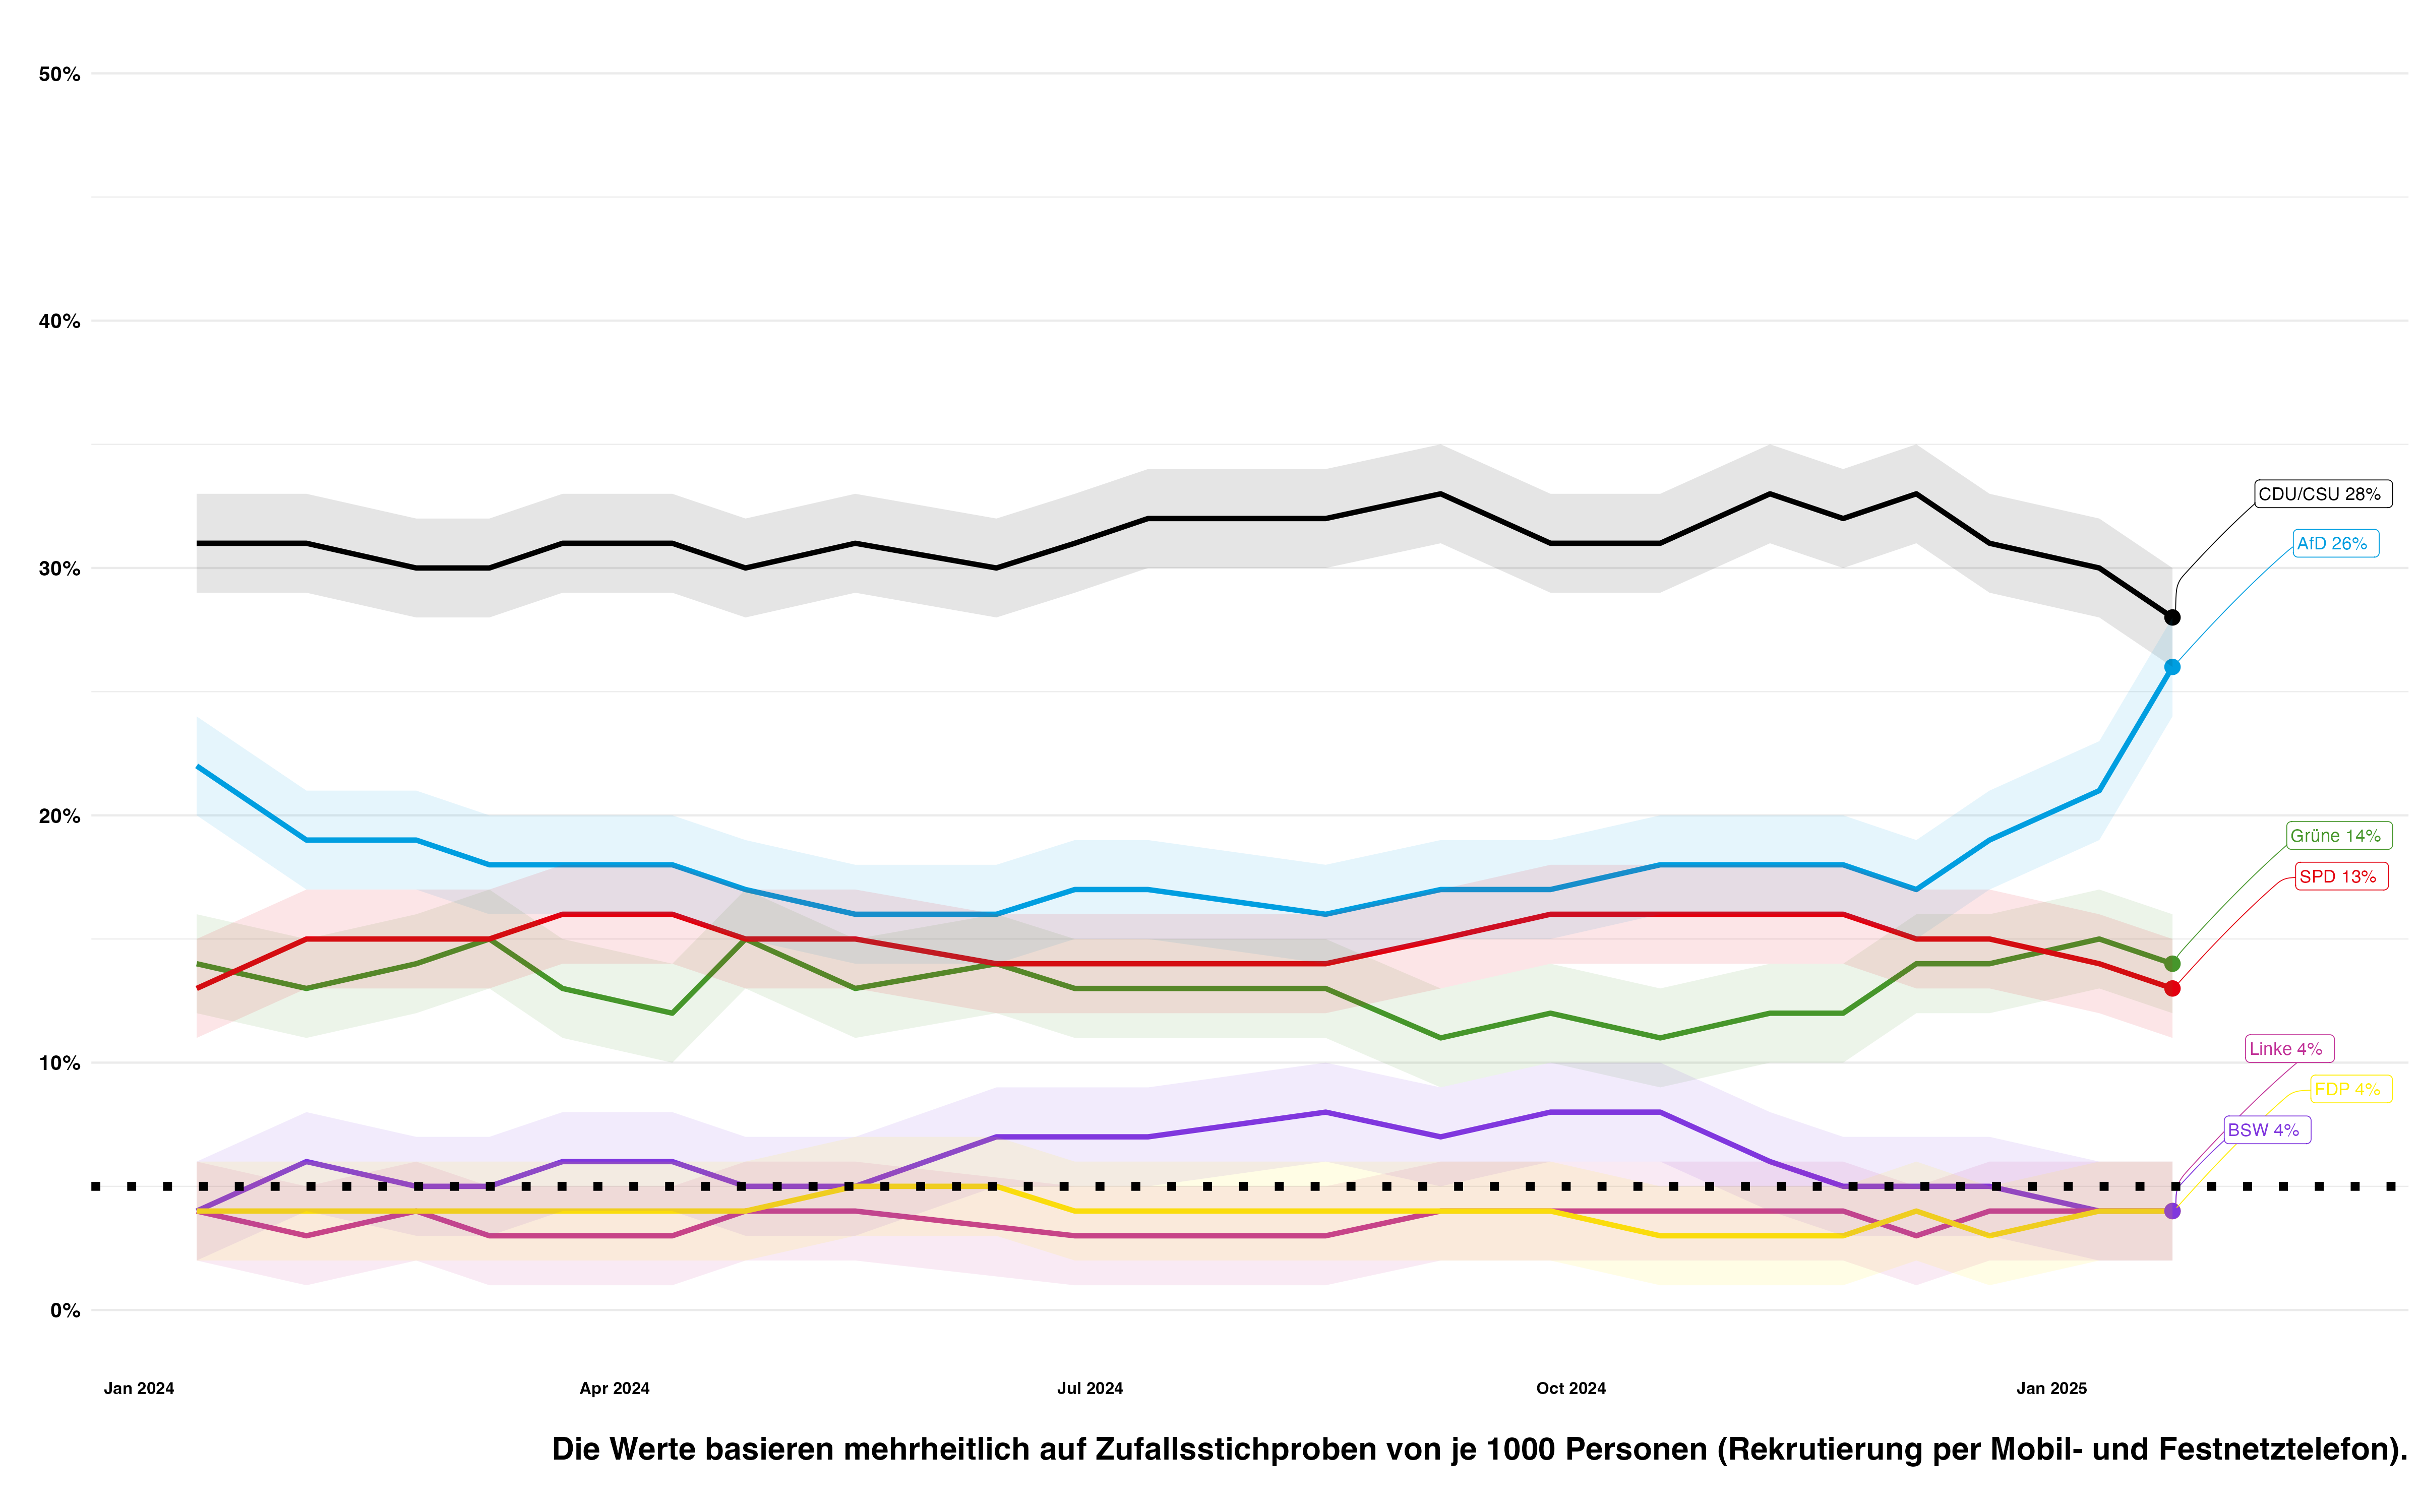 50%
40%
30%
20%
10%
0%
CDU/CSU 28%
AfD 26%
Grüne 14%
SPD 13%
Linke 4%
FDP 4%
BSW 4%
Jan 2024
Apr 2024
Jul 2024
Oct 2024
Jan 2025
Die Werte basieren mehrheitlich auf Zufallsstichproben von je 1000 Personen (Rekrutierung per Mobil- und Festnetztelefon).